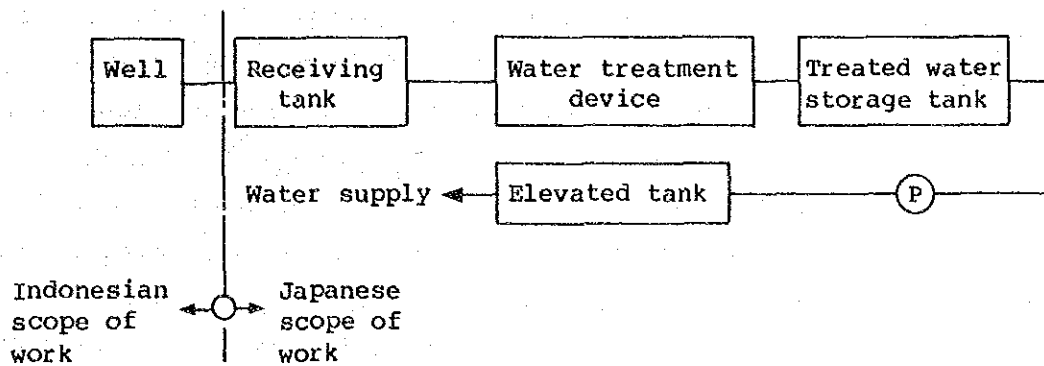 Well
Receiving
tank
Water treatment
device
Treated water
storage tank
Water supply
Elevated tank
P
Indonesian
scope of
work
Japanese
scope of
work